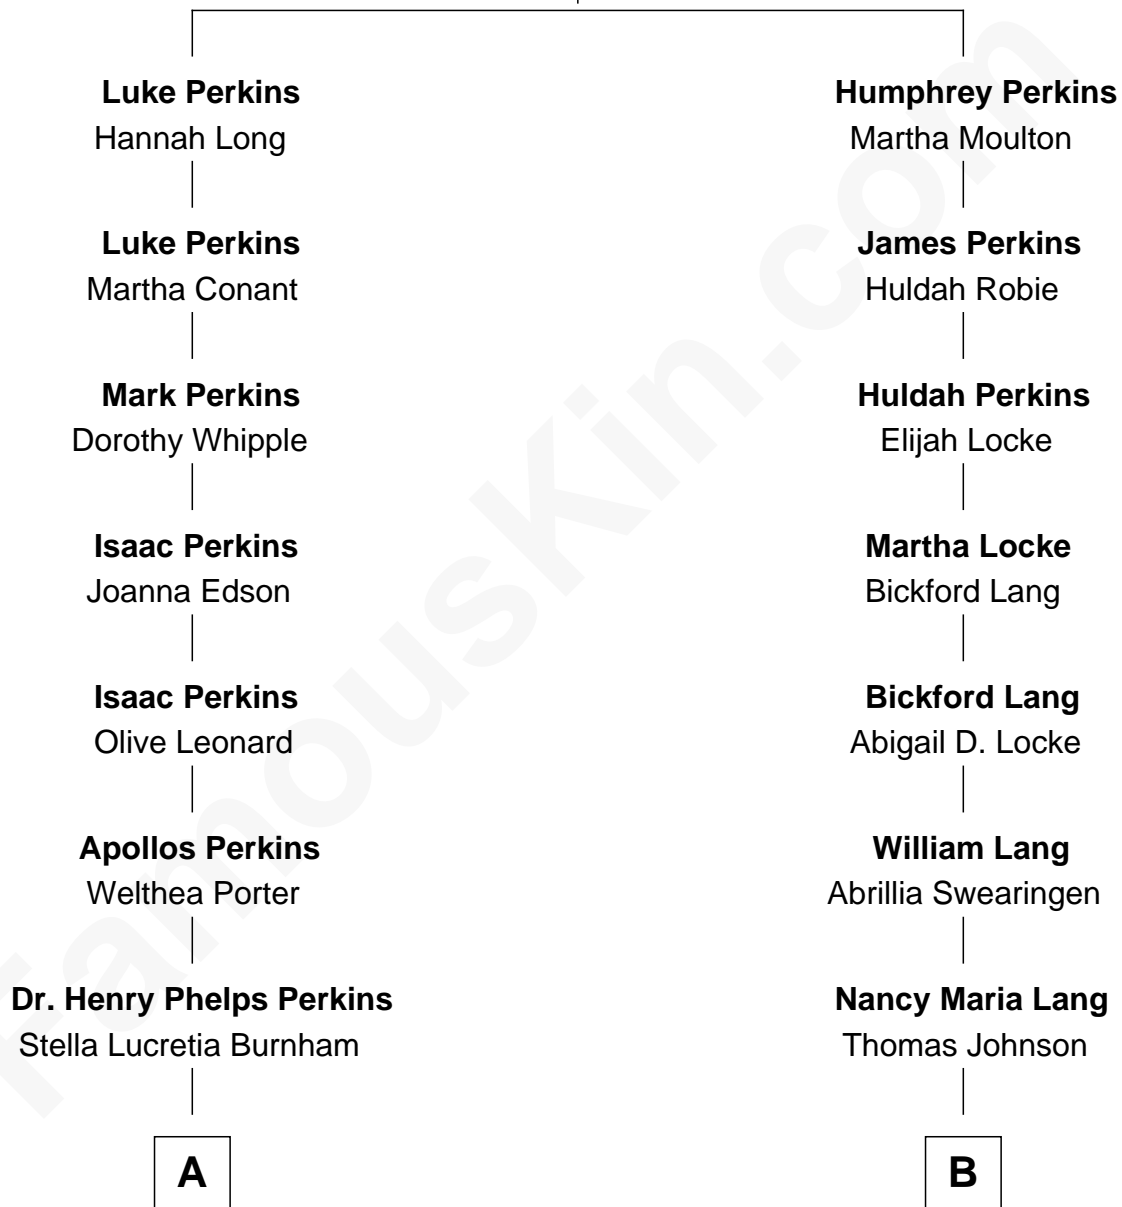 Luke Perkins
Hannah Long
Humphrey Perkins
Martha Moulton
Luke Perkins
Martha Conant
James Perkins
Huldah Robie
Mark Perkins
Dorothy Whipple
Huldah Perkins
Elijah Locke
Isaac Perkins
Joanna Edson
Martha Locke
Bickford Lang
Isaac Perkins
Olive Leonard
Bickford Lang
Abigail D. Locke
Apollos Perkins
Welthea Porter
William Lang
Abrillia Swearingen
Dr. Henry Phelps Perkins
Stella Lucretia Burnham
Nancy Maria Lang
Thomas Johnson
A
B
FamousKin.com